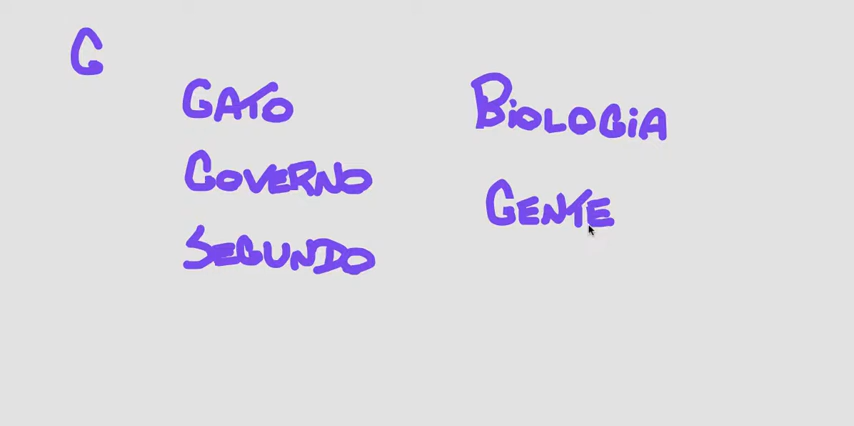 G
GATO
GOVERNO
SEGUNDO
BiOLOGiA
GENTE